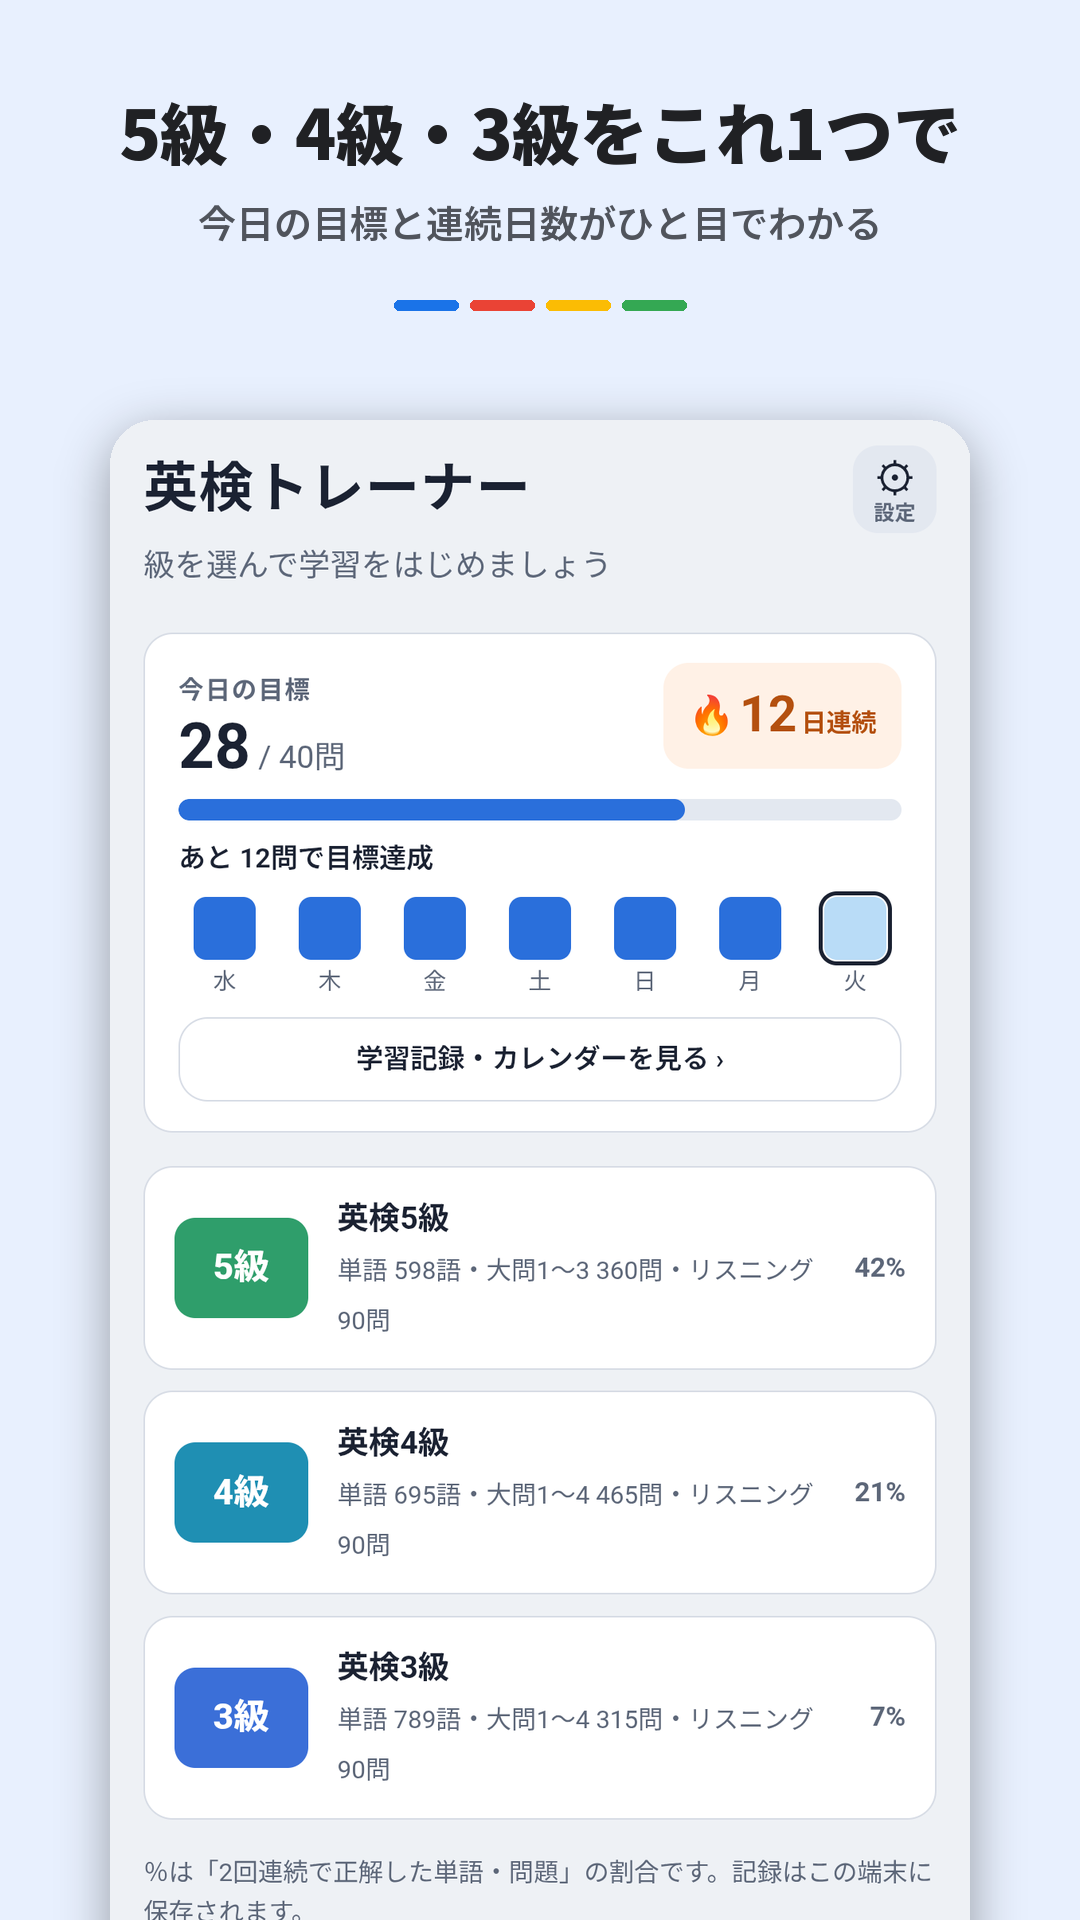 5級・4級・3級をこれ1つで
今日の目標と連続日数がひと目でわかる
英検トレーナー
設定
級を選んで学習をはじめましょう
今日の目標
28 / 40問
🔥 12日連続
あと 12問で目標達成
水 木 金 土 日 月 火
学習記録・カレンダーを見る ›
5級
英検5級
単語 598語・大問1〜3 360問・リスニング
90問
42%
4級
英検4級
単語 695語・大問1〜4 465問・リスニング
90問
21%
3級
英検3級
単語 789語・大問1〜4 315問・リスニング
90問
7%
%は「2回連続で正解した単語・問題」の割合です。記録はこの端末に
保存されます。